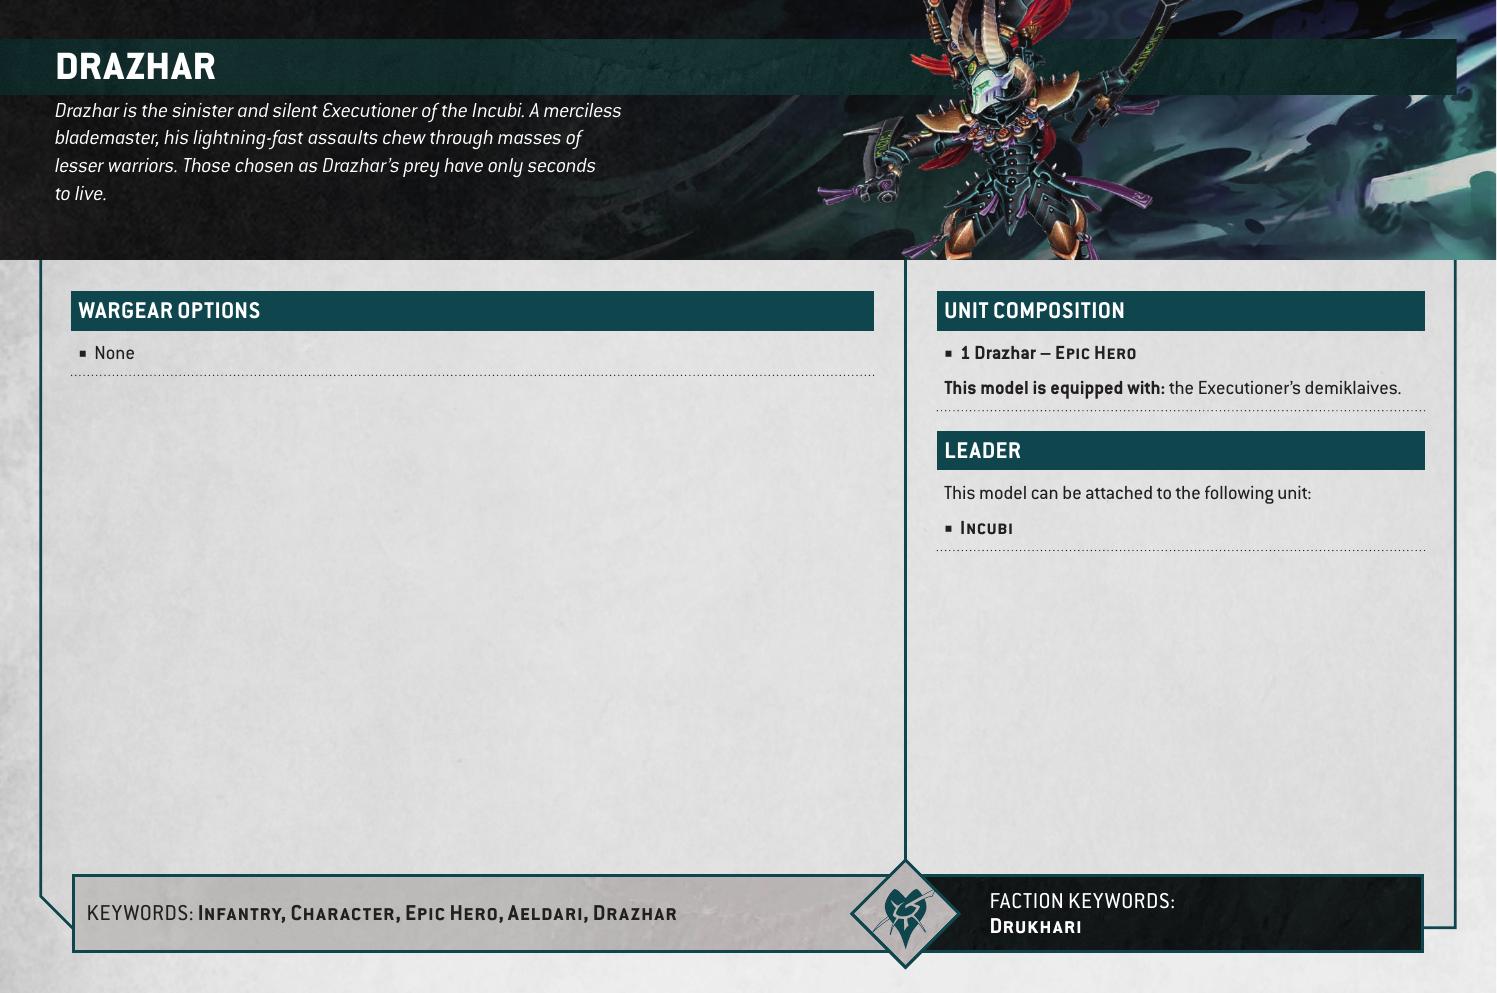 DRAZHAR
Drazhar is the sinister and silent Executioner of the Incubi. A merciless
blademaster, his lightning-fast assaults chew through masses of
lesser warriors. Those chosen as Drazhar’s prey have only seconds
to live.
WARGEAR OPTIONS
▪ None
UNIT COMPOSITION
▪ 1 Drazhar – Epic Hero
This model is equipped with: the Executioner’s demiklaives.
LEADER
This model can be attached to the following unit:
▪ Incubi
KEYWORDS: Infantry, Character, Epic Hero, Aeldari, Drazhar
FACTION KEYWORDS:
Drukhari